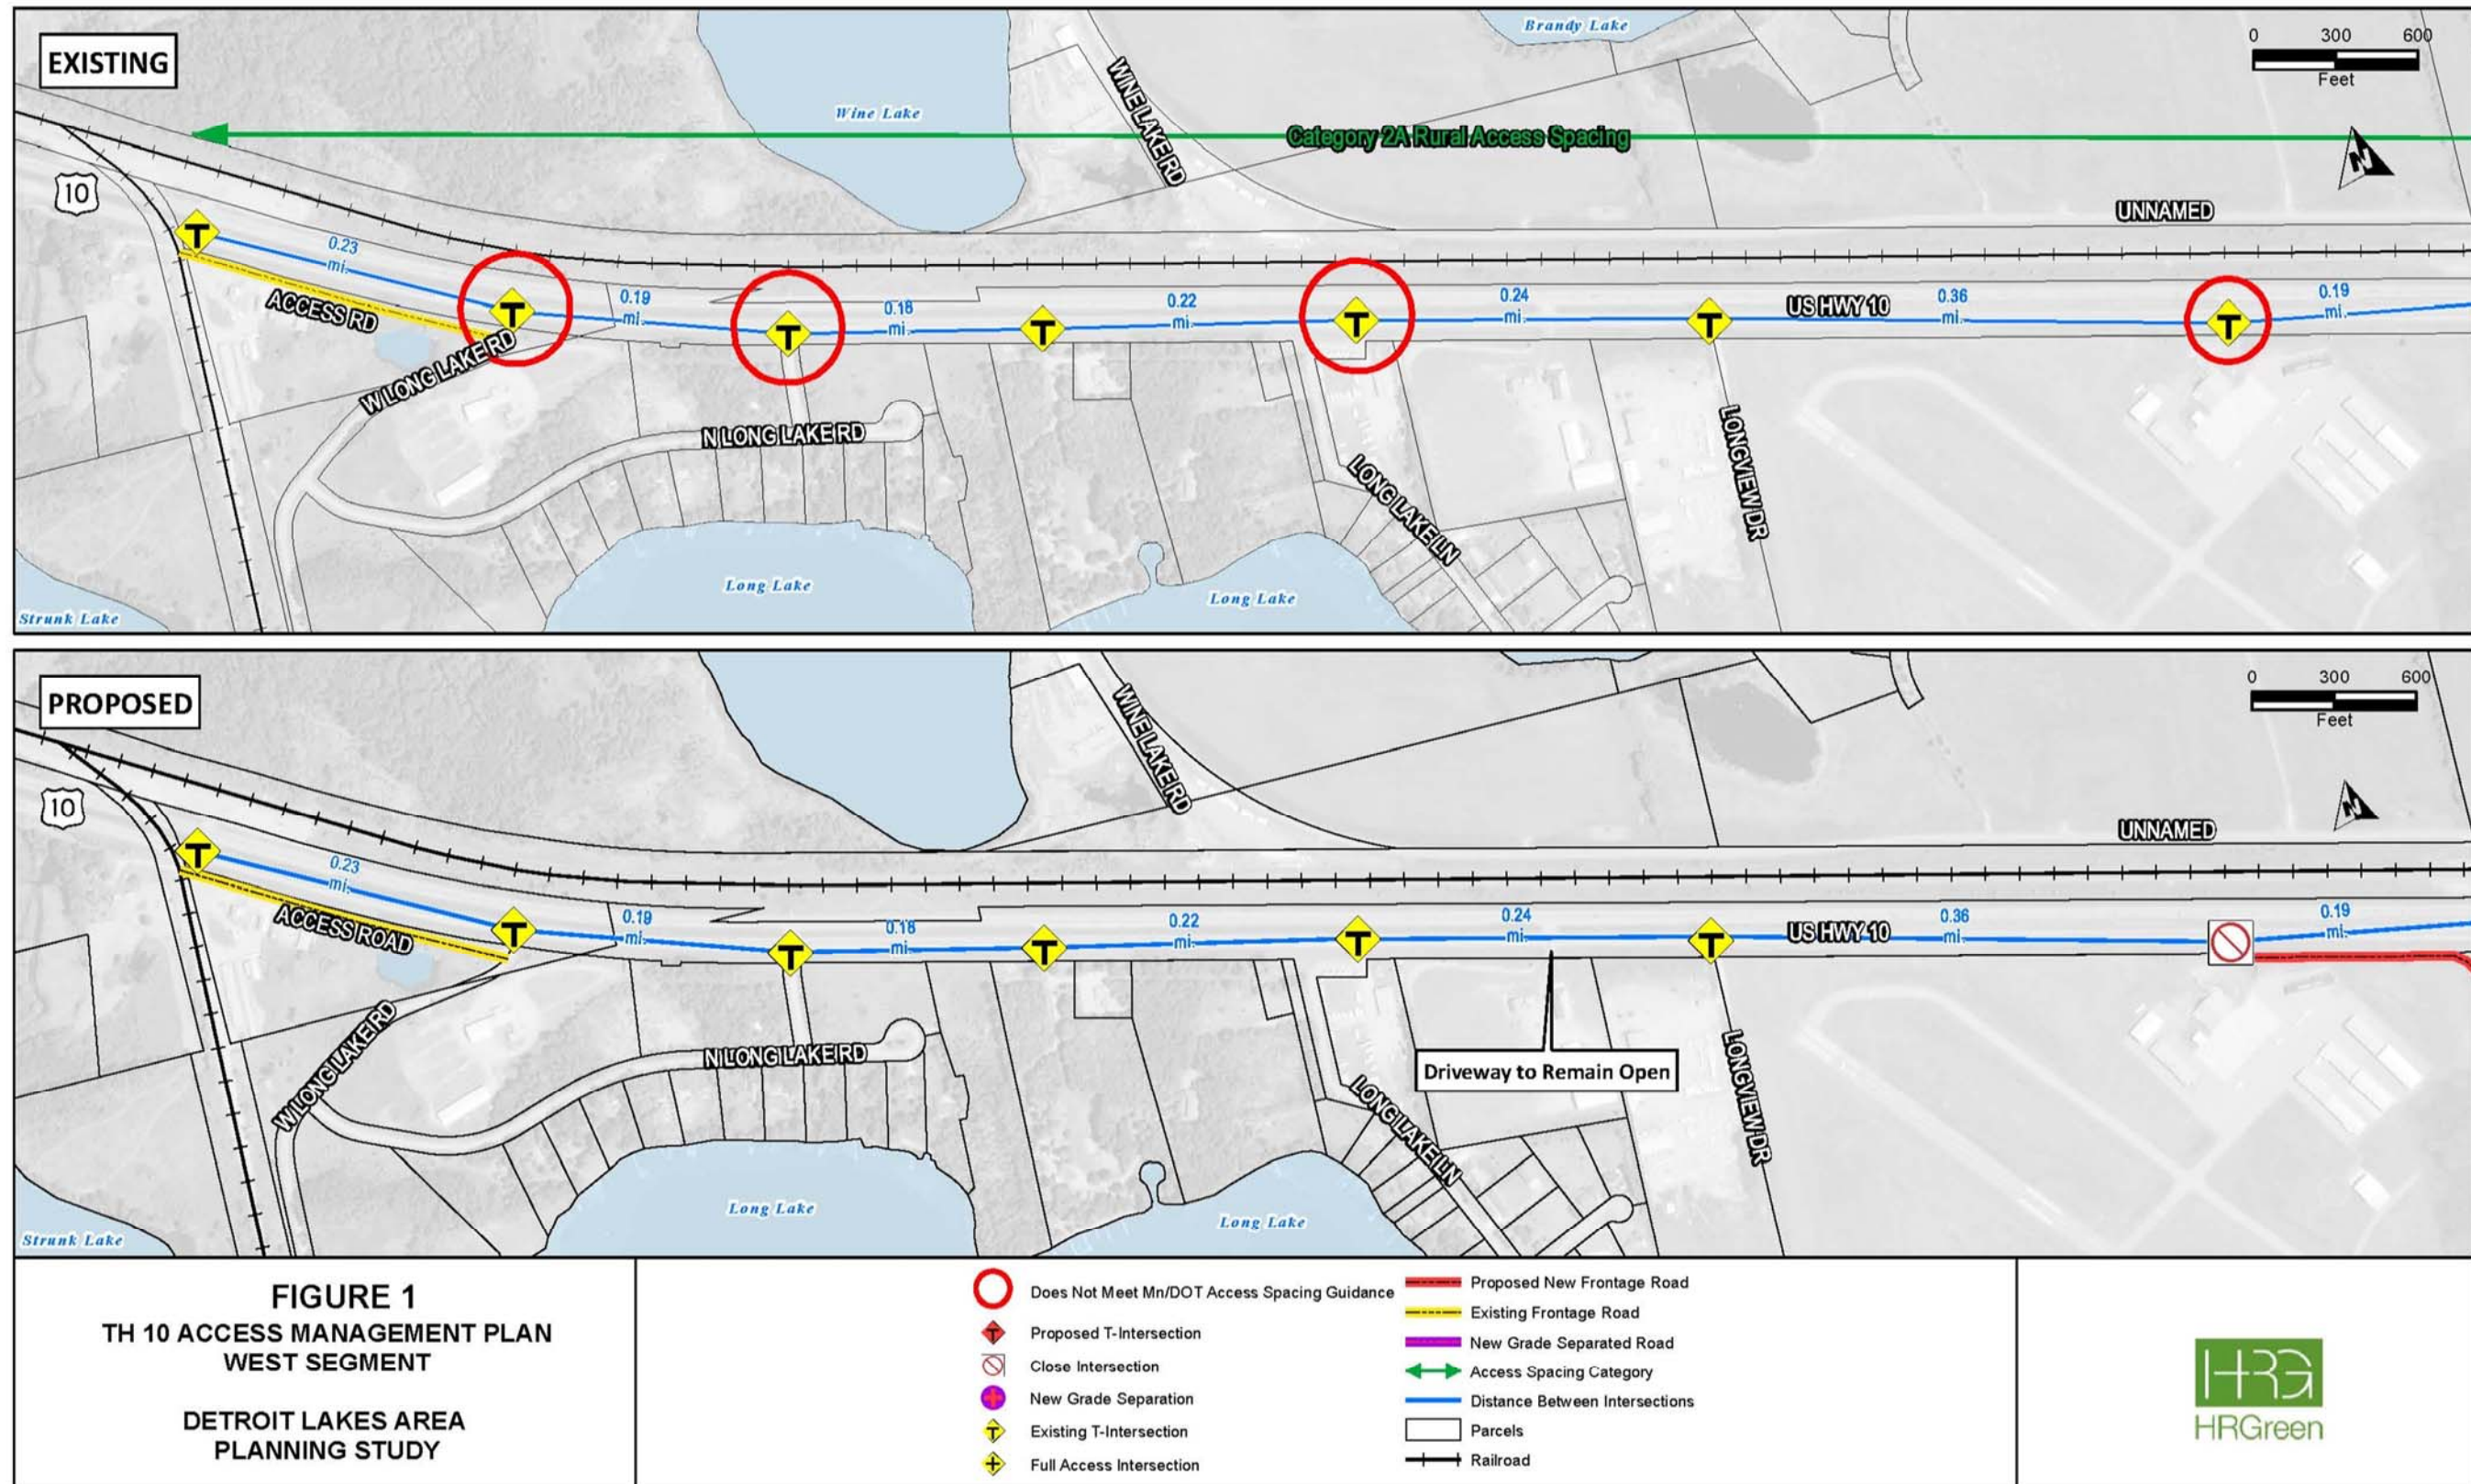 EXISTING
Brandy Lake
0 300 600
Feet
Wine Lake
WINE LAKE RD
Category 2A Rural Access Spacing
N
10
UNNAMED
0.23
mi.
ACCESS RD
0.19
mi.
0.18
mi.
0.22
mi.
0.24
mi.
US HWY 10
0.36
mi.
0.19
mi.
T
T
T
T
T
T
T
W LONG LAKE RD
N LONG LAKE RD
LONG LAKE LN
LONGVIEW DR
Long Lake
Long Lake
Strunk Lake
PROPOSED
0 300 600
Feet
WINE LAKE RD
N
10
UNNAMED
0.23
mi.
ACCESS ROAD
0.19
mi.
0.18
mi.
0.22
mi.
0.24
mi.
US HWY 10
0.36
mi.
0.19
mi.
T
T
T
T
T
T
W LONG LAKE RD
N LONG LAKE RD
Driveway to Remain Open
LONG LAKE LN
LONGVIEW DR
Long Lake
Long Lake
Strunk Lake
FIGURE 1
TH 10 ACCESS MANAGEMENT PLAN
WEST SEGMENT
DETROIT LAKES AREA
PLANNING STUDY
Does Not Meet Mn/DOT Access Spacing Guidance
T Proposed T-Intersection
Close Intersection
New Grade Separation
T Existing T-Intersection
Full Access Intersection
Proposed New Frontage Road
Existing Frontage Road
New Grade Separated Road
Access Spacing Category
Distance Between Intersections
Parcels
Railroad
HRG
HRGreen